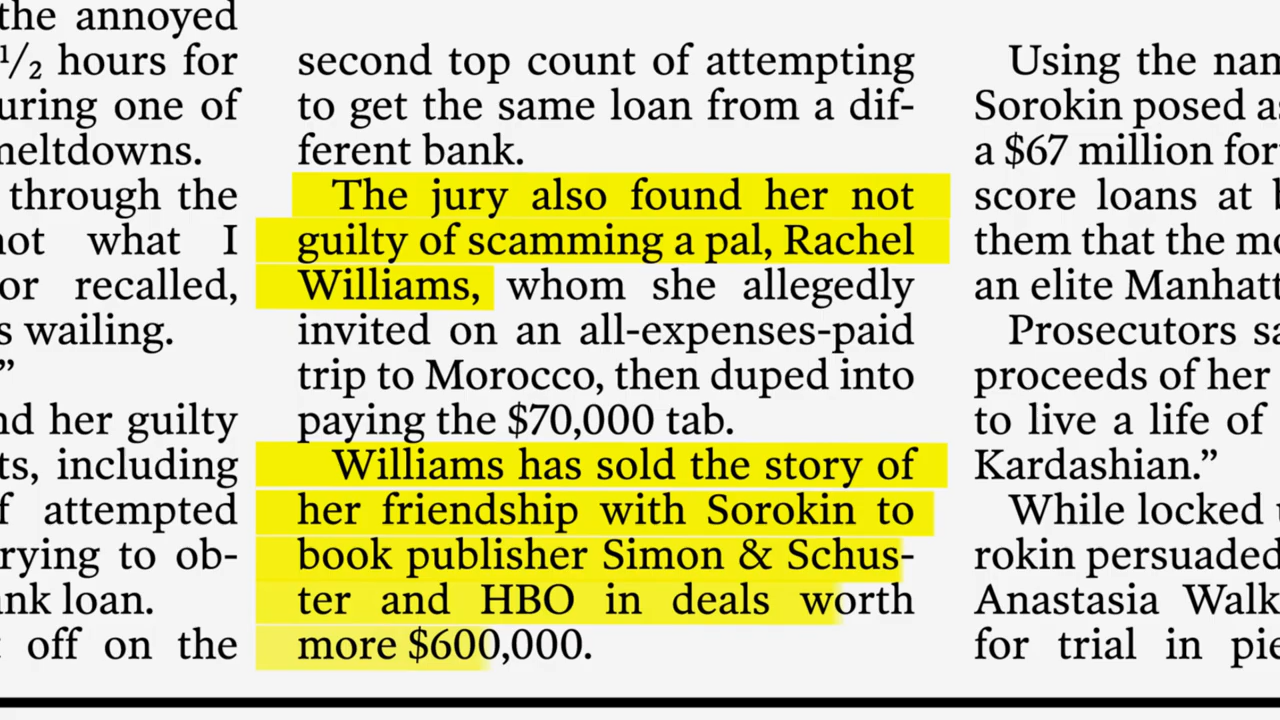 the annoyed
½ hours for
uring one of
neltdowns.
through the
not what I
or recalled,
s wailing.
”
nd her guilty
ts, including
f attempted
rying to ob-
ank loan.
off on the
second top count of attempting
to get the same loan from a dif-
ferent bank.
The jury also found her not
guilty of scamming a pal, Rachel
Williams, whom she allegedly
invited on an all-expenses-paid
trip to Morocco, then duped into
paying the $70,000 tab.
Williams has sold the story of
her friendship with Sorokin to
book publisher Simon & Schus-
ter and HBO in deals worth
more $600,000.
Using the nam
Sorokin posed as
a $67 million for
score loans at b
them that the mo
an elite Manhatt
Prosecutors sa
proceeds of her
to live a life of
Kardashian.”
While locked u
rokin persuaded
Anastasia Walk
for trial in pie